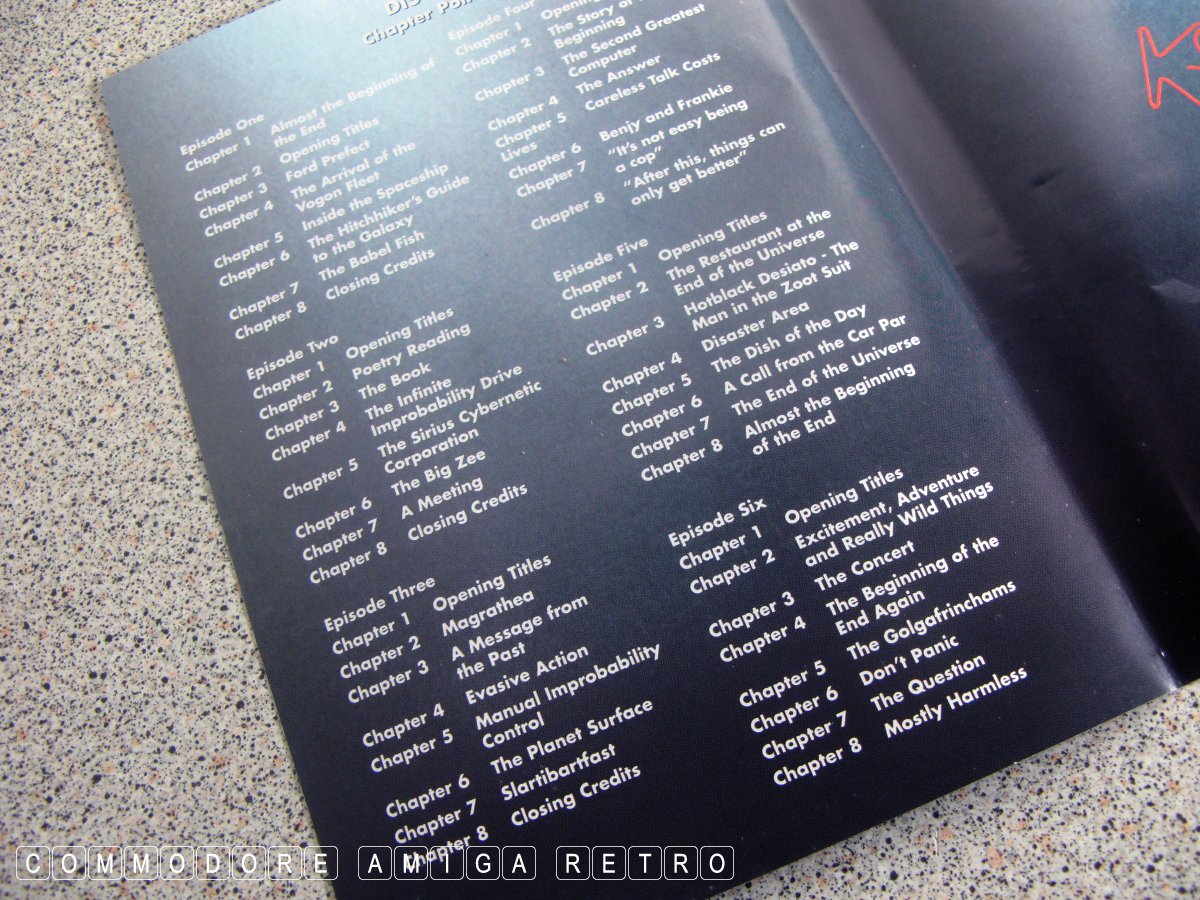 DIS
Chapter Poin
Episode One
Chapter 1 Almost the Beginning of
the End
Chapter 2 Opening Titles
Chapter 3 Ford Prefect
Chapter 4 The Arrival of the
Vogon Fleet
Chapter 5 Inside the Spaceship
Chapter 6 The Hitchhiker's Guide
to the Galaxy
Chapter 7 The Babel Fish
Chapter 8 Closing Credits
Episode Two
Chapter 1 Opening Titles
Chapter 2 Poetry Reading
Chapter 3 The Book
Chapter 4 The Infinite
Improbability Drive
Chapter 5 The Sirius Cybernetic
Corporation
Chapter 6 The Big Zee
Chapter 7 A Meeting
Chapter 8 Closing Credits
Episode Three
Chapter 1 Opening Titles
Chapter 2 Magrathea
Chapter 3 A Message from
the Past
Chapter 4 Evasive Action
Chapter 5 Manual Improbability
Control
Chapter 6 The Planet Surface
Chapter 7 Slartibartfast
Chapter 8 Closing Credits
Episode Four
Chapter 1 Opening
Chapter 2 The Story of
Beginning
Chapter 3 The Second Greatest
Computer
Chapter 4 The Answer
Chapter 5 Careless Talk Costs
Lives
Chapter 6 Benjy and Frankie
Chapter 7 "It's not easy being
a cop"
Chapter 8 "After this, things can
only get better"
Episode Five
Chapter 1 Opening Titles
Chapter 2 The Restaurant at the
End of the Universe
Chapter 3 Hotblack Desiato - The
Man in the Zoot Suit
Chapter 4 Disaster Area
Chapter 5 The Dish of the Day
Chapter 6 A Call from the Car Par
Chapter 7 The End of the Universe
Chapter 8 Almost the Beginning
of the End
Episode Six
Chapter 1 Opening Titles
Chapter 2 Excitement, Adventure
and Really Wild Things
Chapter 3 The Concert
Chapter 4 The Beginning of the
End Again
Chapter 5 The Golgafrinchams
Chapter 6 Don't Panic
Chapter 7 The Question
Chapter 8 Mostly Harmless
COMMODORE AMIGA RETRO